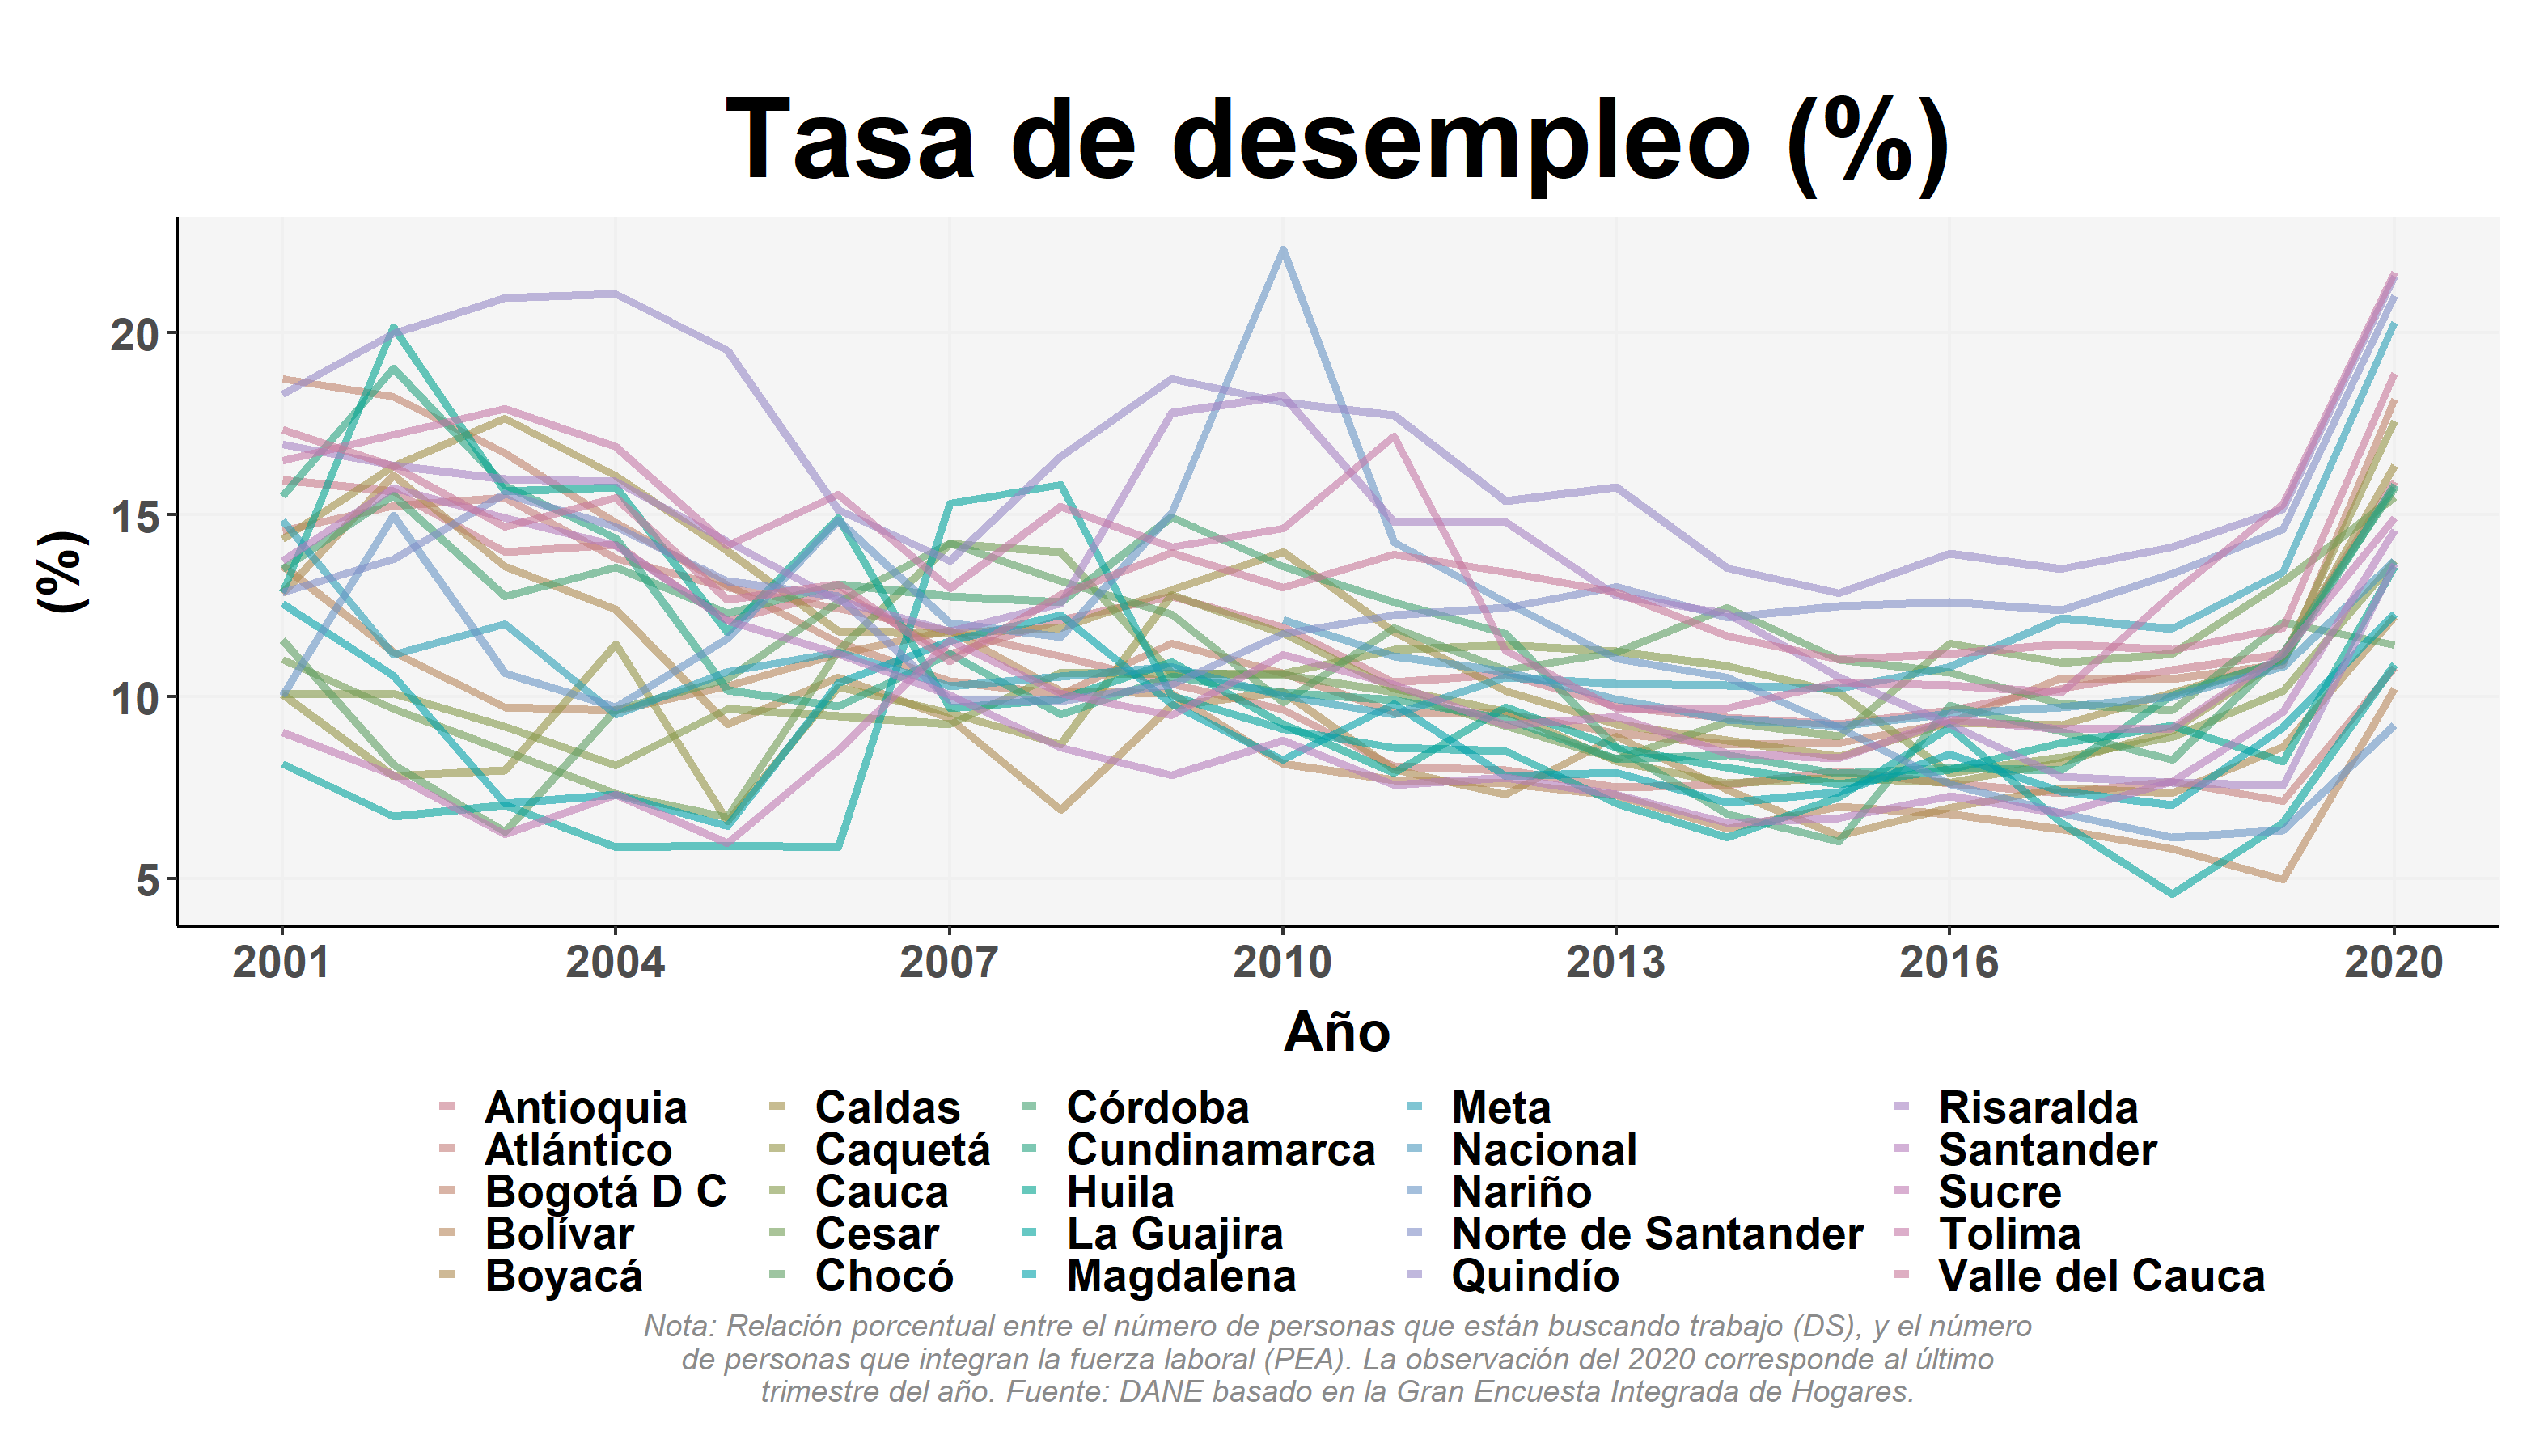 Tasa de desempleo (%)
(%)
20
15
10
5
2001 2004 2007 2010 2013 2016 2020
Año
Antioquia Caldas Córdoba Meta Risaralda
Atlántico Caquetá Cundinamarca Nacional Santander
Bogotá D C Cauca Huila Nariño Sucre
Bolívar Cesar La Guajira Norte de Santander Tolima
Boyacá Chocó Magdalena Quindío Valle del Cauca
Nota: Relación porcentual entre el número de personas que están buscando trabajo (DS), y el número
de personas que integran la fuerza laboral (PEA). La observación del 2020 corresponde al último
trimestre del año. Fuente: DANE basado en la Gran Encuesta Integrada de Hogares.